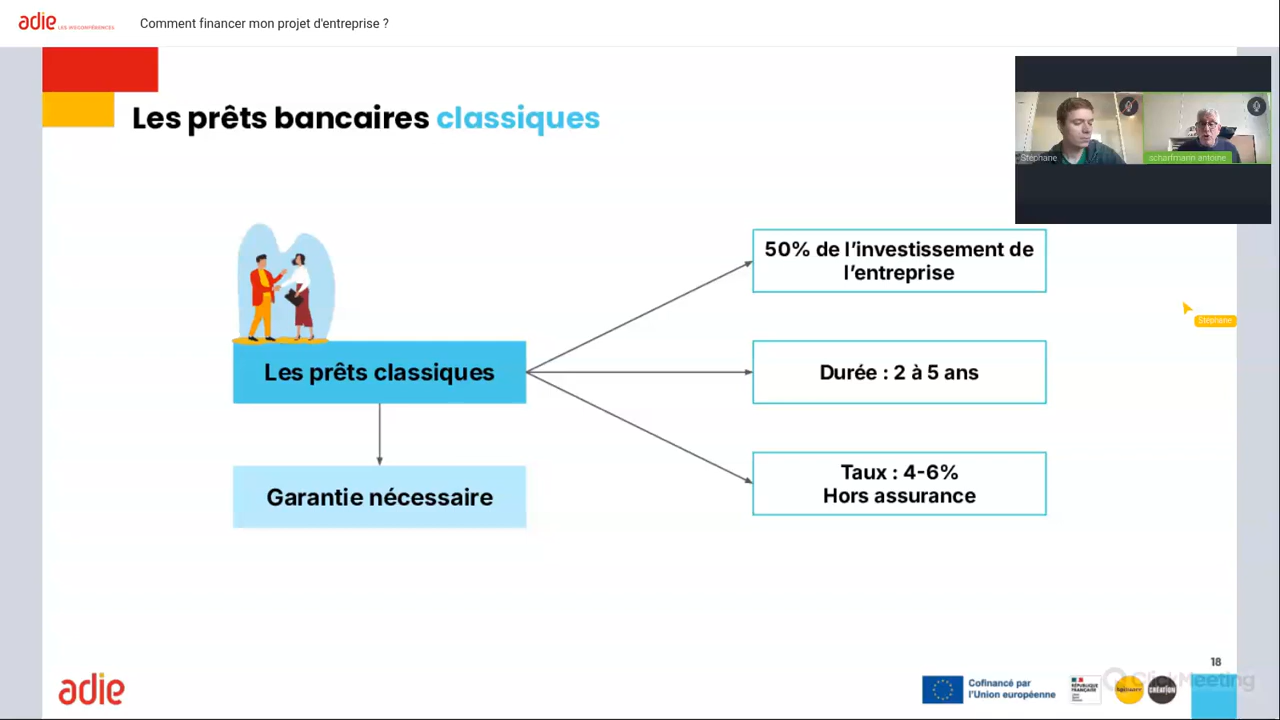 adie LES WEBCONFÉRENCES
Comment financer mon projet d'entreprise ?
Les prêts bancaires classiques
Stéphane
scharfmann antoine
50% de l'investissement de
l'entreprise
Stéphane
Les prêts classiques
Durée : 2 à 5 ans
Taux : 4-6%
Hors assurance
Garantie nécessaire
18
adie
Cofinancé par
l'Union européenne
RÉPUBLIQUE
FRANÇAISE
bpifrance
CRÉATION
ClickMeeting